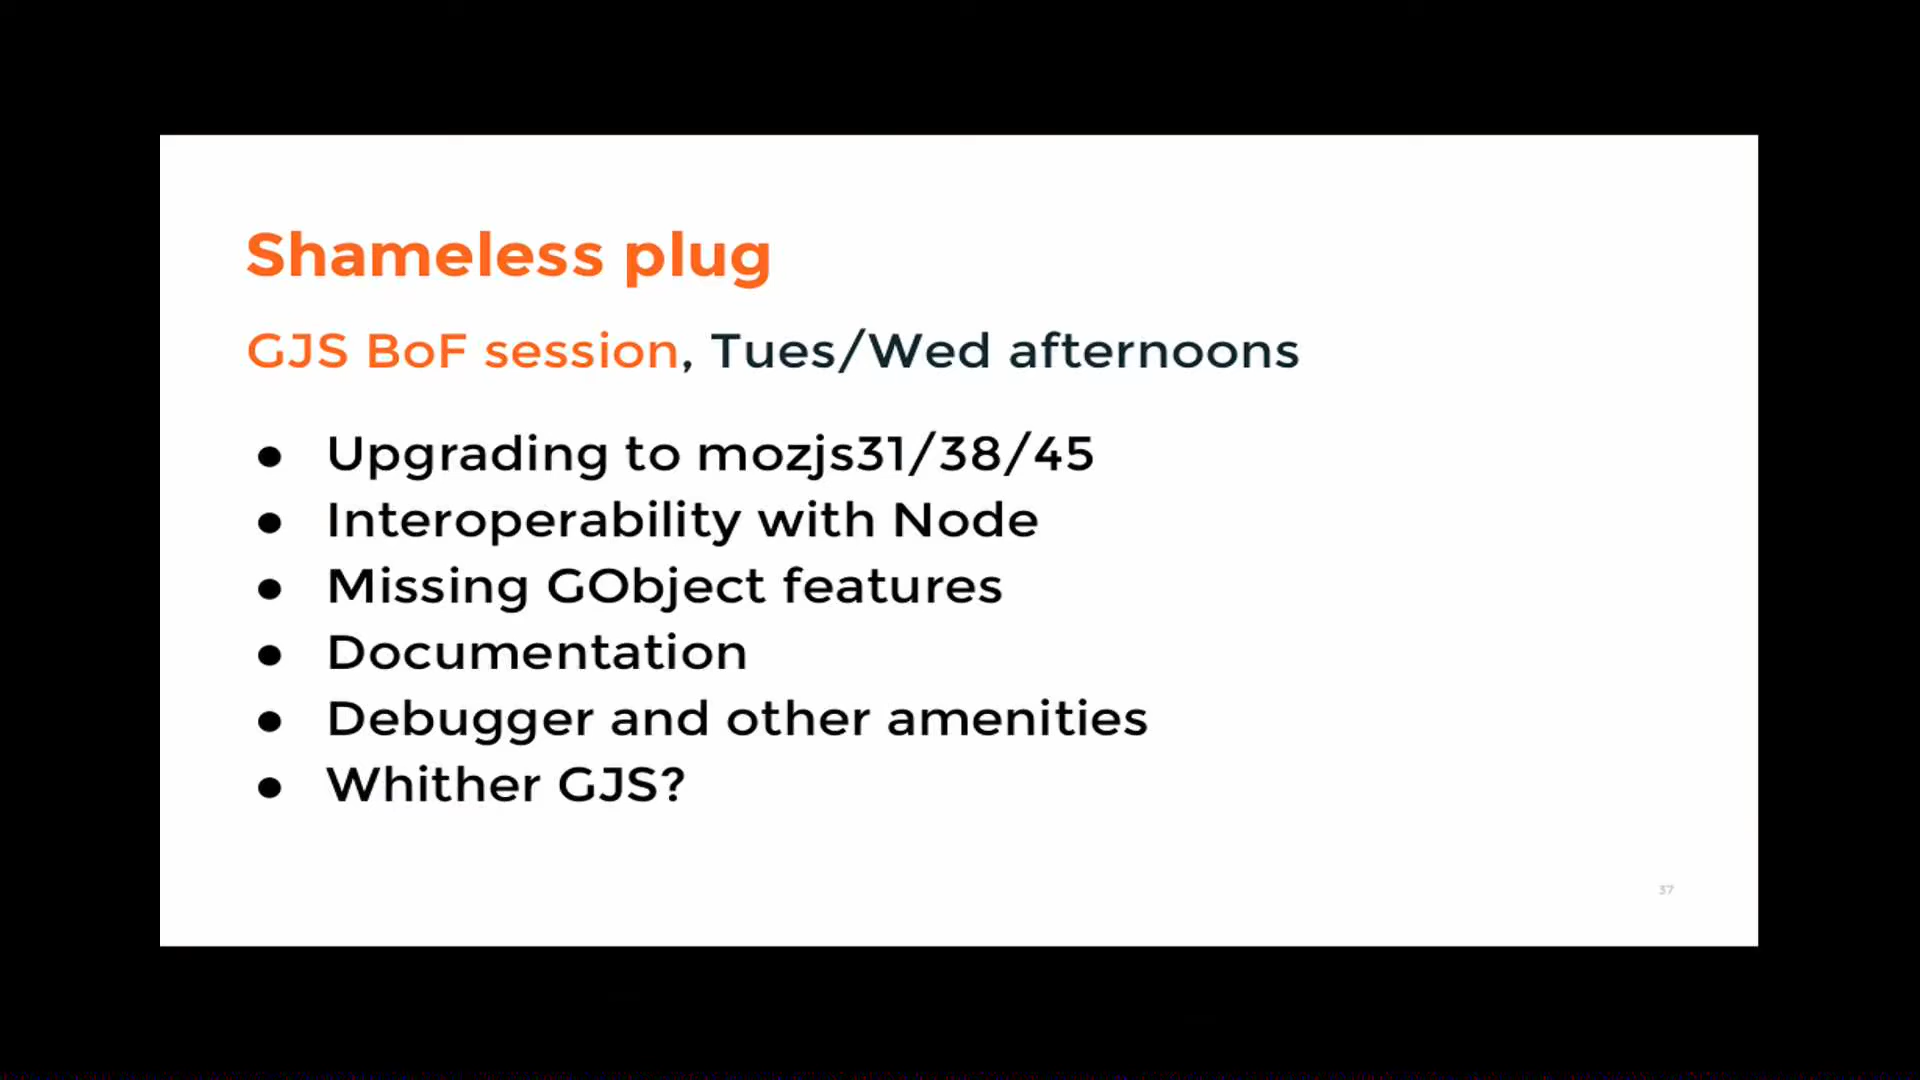 Shameless plug
GJS BoF session, Tues/Wed afternoons
● Upgrading to mozjs31/38/45
● Interoperability with Node
● Missing GObject features
● Documentation
● Debugger and other amenities
● Whither GJS?
37